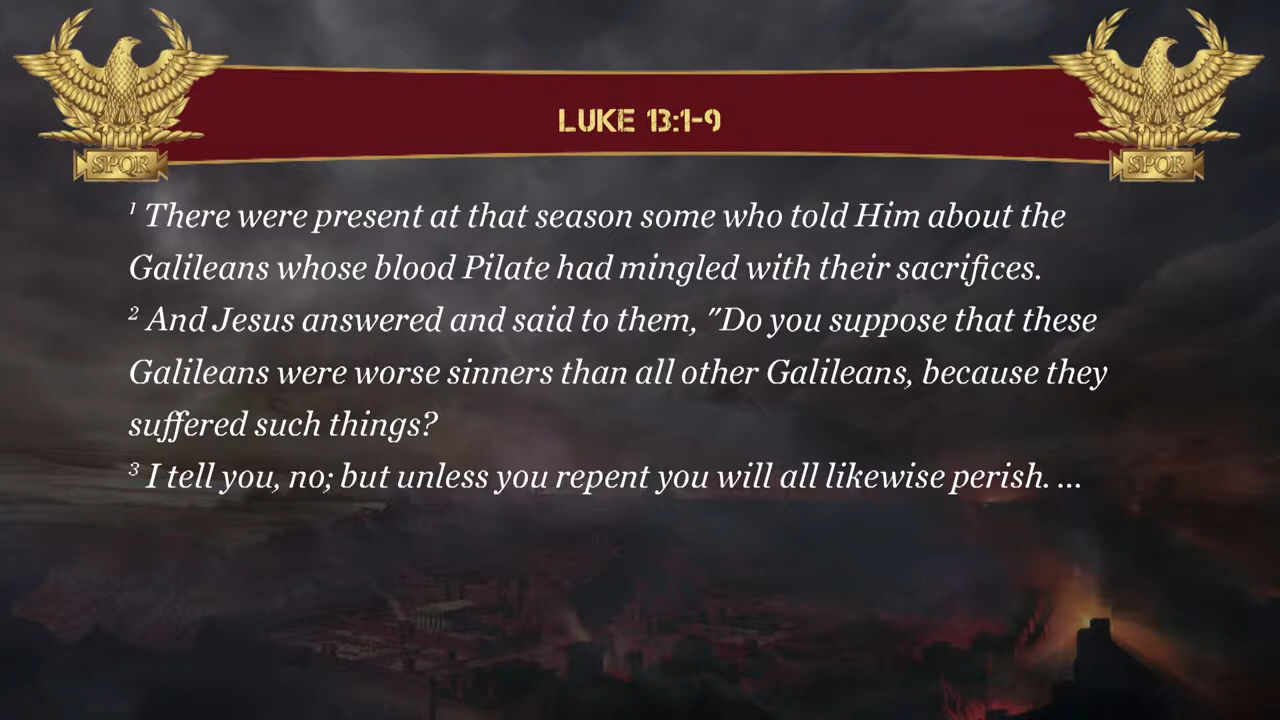 SPQR
LUKE 13:1-9
SPQR
1 There were present at that season some who told Him about the
Galileans whose blood Pilate had mingled with their sacrifices.
2 And Jesus answered and said to them, "Do you suppose that these
Galileans were worse sinners than all other Galileans, because they
suffered such things?
3 I tell you, no; but unless you repent you will all likewise perish. ...